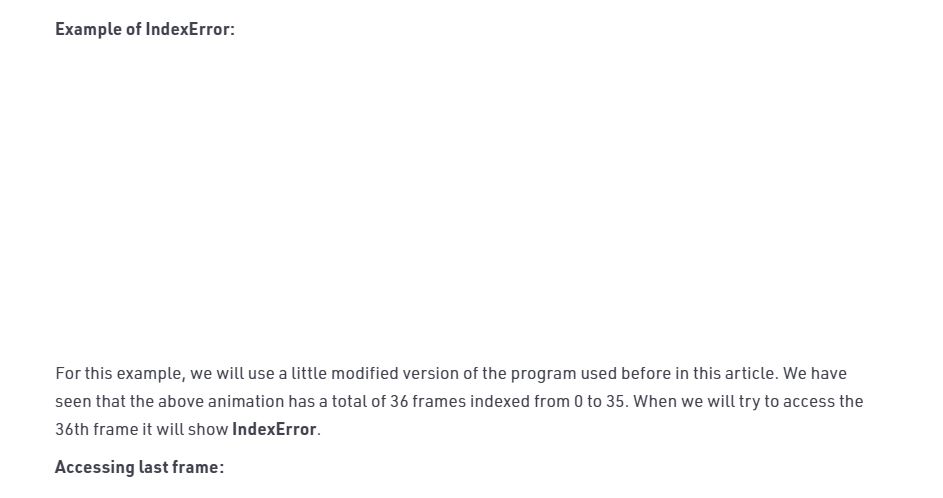 Example of IndexError:
For this example, we will use a little modified version of the program used before in this article. We have
seen that the above animation has a total of 36 frames indexed from 0 to 35. When we will try to access the
36th frame it will show IndexError.
Accessing last frame: